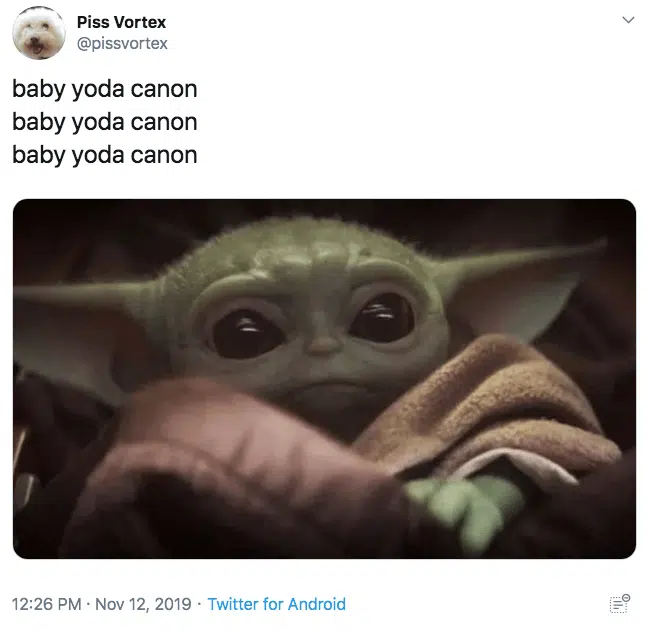 Piss Vortex
@pissvortex
baby yoda canon
baby yoda canon
baby yoda canon
12:26 PM · Nov 12, 2019 · Twitter for Android